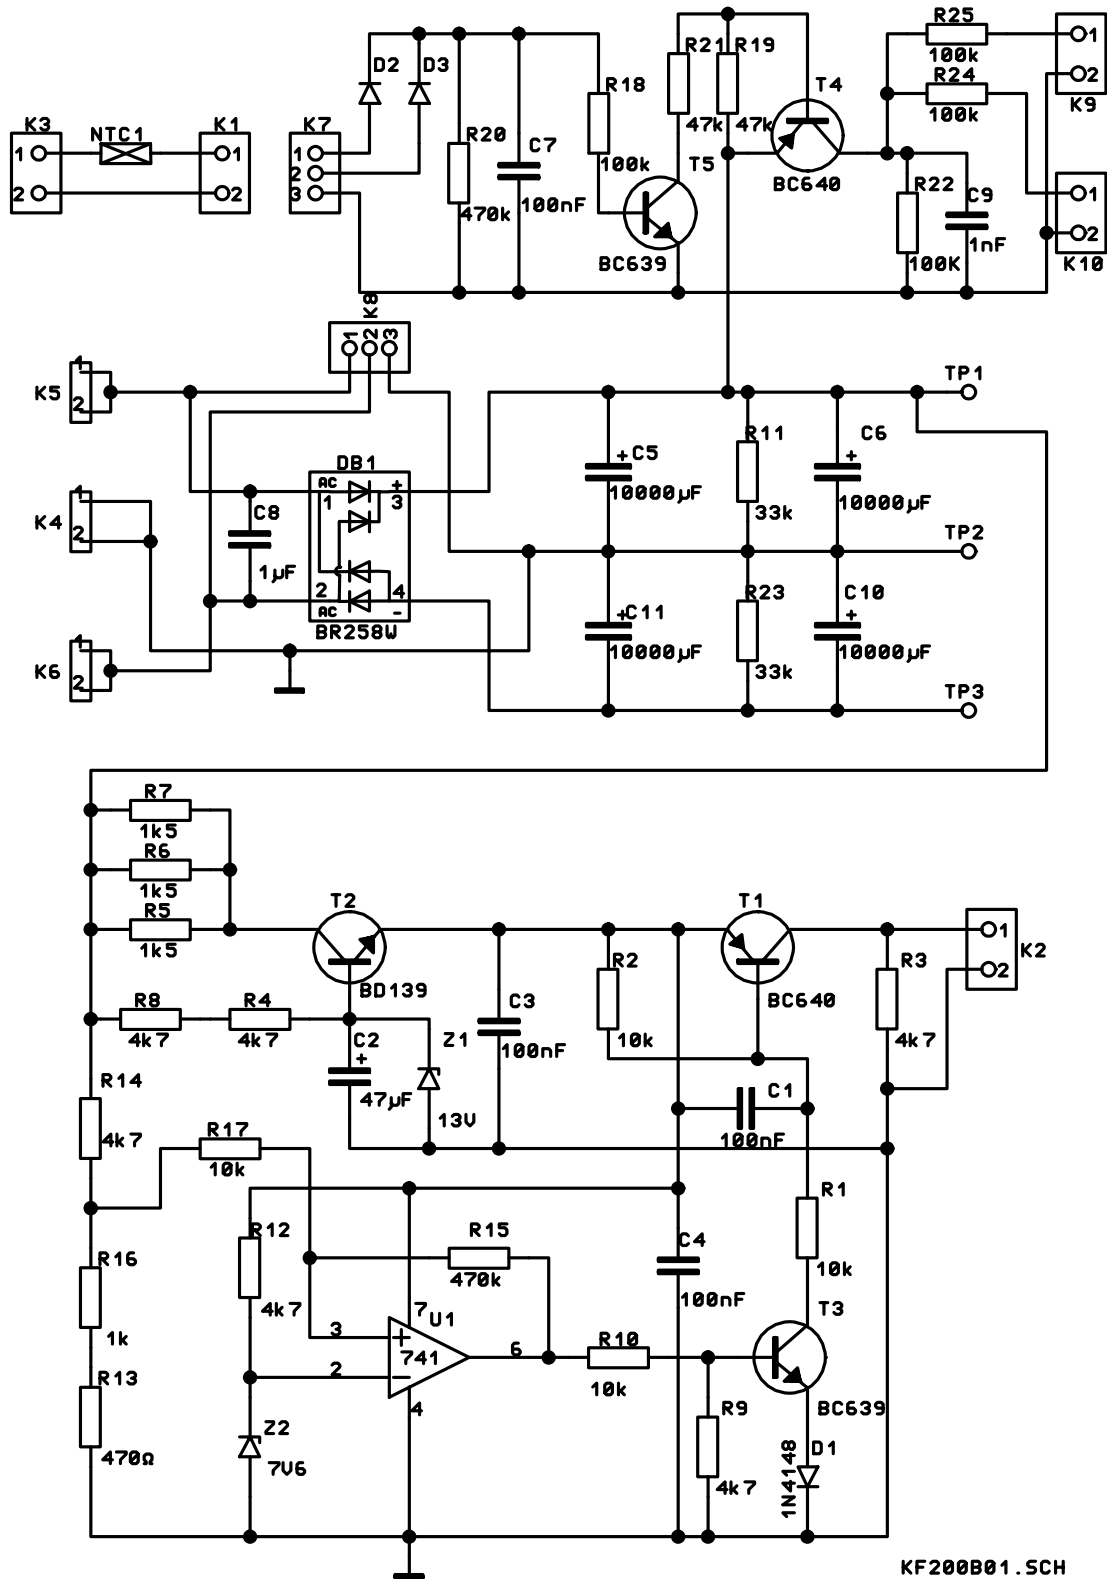 R25
1
100k
D2
D3
R21
R19
R24
2
R18
T4
K9
100k
K3
NTC1
K1
K7
R20
C7
47k
47k
1
1
1
100k
T5
2
BC640
R22
2
2
3
470k
100nF
C9
1
2
1nF
BC639
100K
K10
K8
1
2
3
1
TP1
K5
2
R11
C6
C5
+
+
DB1
AC
+
10000µF
10000µF
1
3
1
K4
C8
33k
2
TP2
1µF
2
4
R23
C10
AC
-
+
C11
+
BR258W
1
10000µF
10000µF
K6
2
33k
TP3
R7
1k5
R6
1k5
R5
T2
T1
1
K2
1k5
R2
R3
2
BD139
R8
R4
C3
BC640
4k7
4k7
C2
Z1
100nF
10k
4k7
+
R14
47µF
C1
13V
R17
4k7
100nF
10k
R1
R12
R15
C4
R16
470k
10k
4k7
100nF
7
U1
T3
3
+
1k
741
6
R10
2
-
R13
10k
4
R9
BC639
Z2
D1
470Ω
7V6
4k7
1N4148
KF200B01.SCH